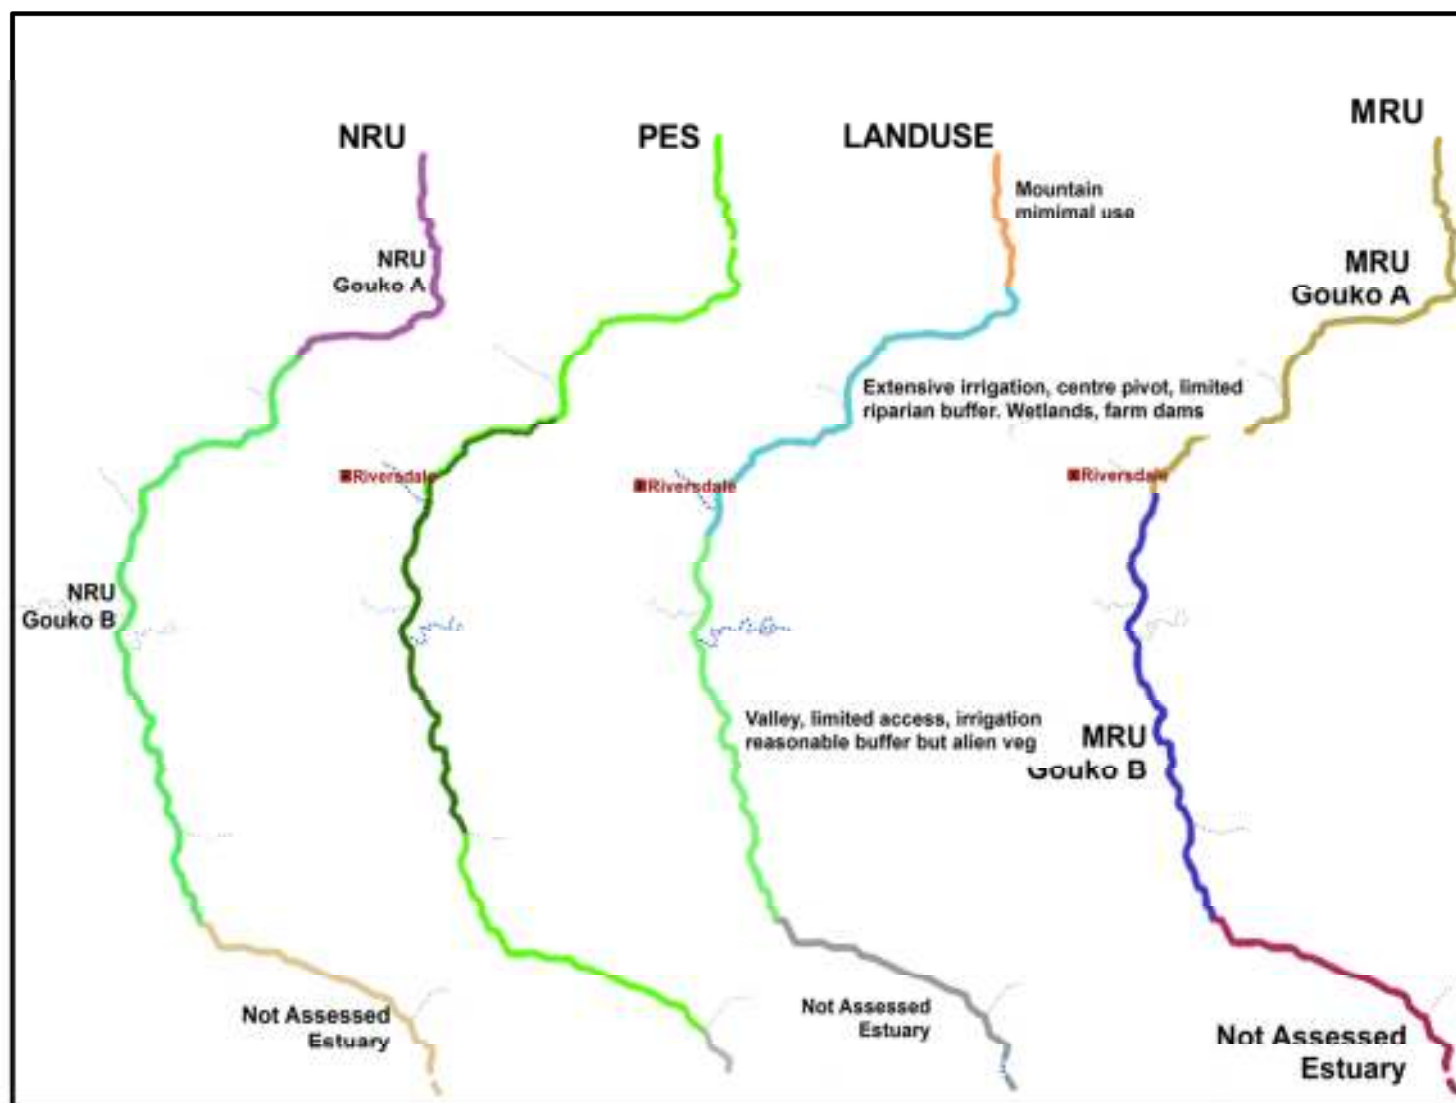 NRU
PES
LANDUSE
MRU
Mountain
mimimal use
NRU
Gouko A
MRU
Gouko A
Extensive irrigation, centre pivot, limited
riparian buffer. Wetlands, farm dams
Riversdale
Riversdale
Riversdale
NRU
Gouko B
Valley, limited access, irrigation
reasonable buffer but alien veg
MRU
Gouko B
Not Assessed
Estuary
Not Assessed
Estuary
Not Assessed
Estuary